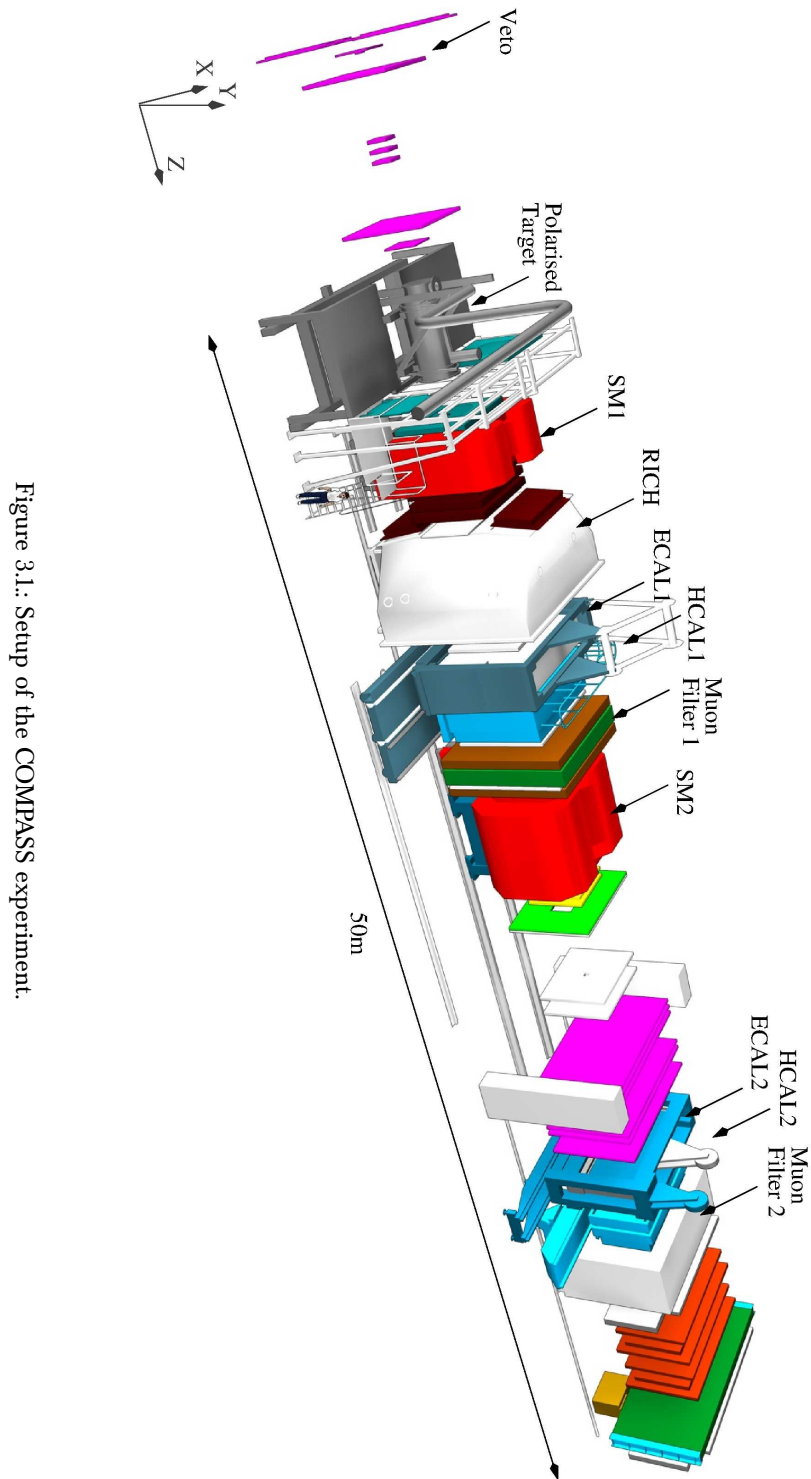 Veto
X
Y
Z
Polarised
Target
SM1
RICH
ECAL1
HCAL1
Muon
Filter 1
SM2
50m
HCAL2
ECAL2
Muon
Filter 2
Figure 3.1.: Setup of the COMPASS experiment.